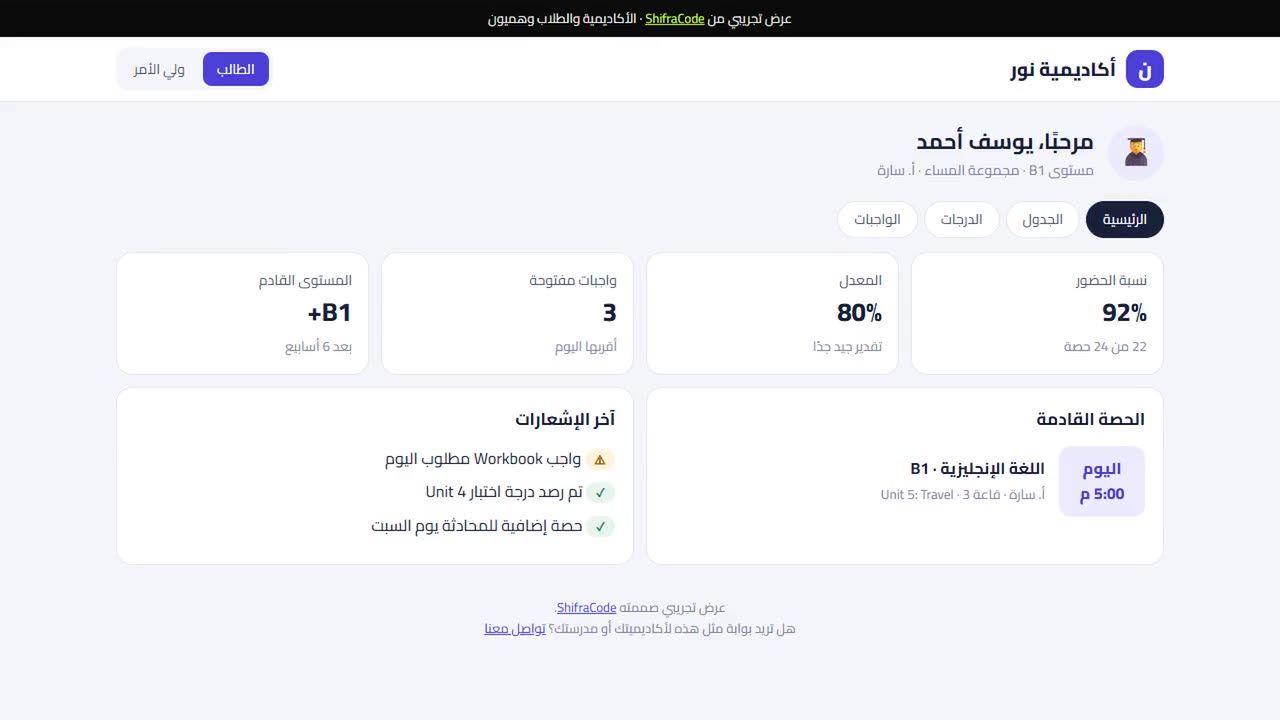 عرض تجريبي من ShifraCode · الأكاديمية والطلاب وهميون
ن
أكاديمية نور
الطالب
ولي الأمر
مرحبًا، يوسف أحمد
مستوى B1 · مجموعة المساء · أ. سارة
الرئيسية
الجدول
الدرجات
الواجبات
نسبة الحضور
92%
22 من 24 حصة
المعدل
80%
تقدير جيد جدًا
واجبات مفتوحة
3
أقربها اليوم
المستوى القادم
B1+
بعد 6 أسابيع
الحصة القادمة
اليوم
5:00 م
اللغة الإنجليزية · B1
أ. سارة · قاعة 3 · Unit 5: Travel
آخر الإشعارات
⚠ واجب Workbook مطلوب اليوم
✓ تم رصد درجة اختبار Unit 4
✓ حصة إضافية للمحادثة يوم السبت
عرض تجريبي صممته ShifraCode.
هل تريد بوابة مثل هذه لأكاديميتك أو مدرستك؟ تواصل معنا